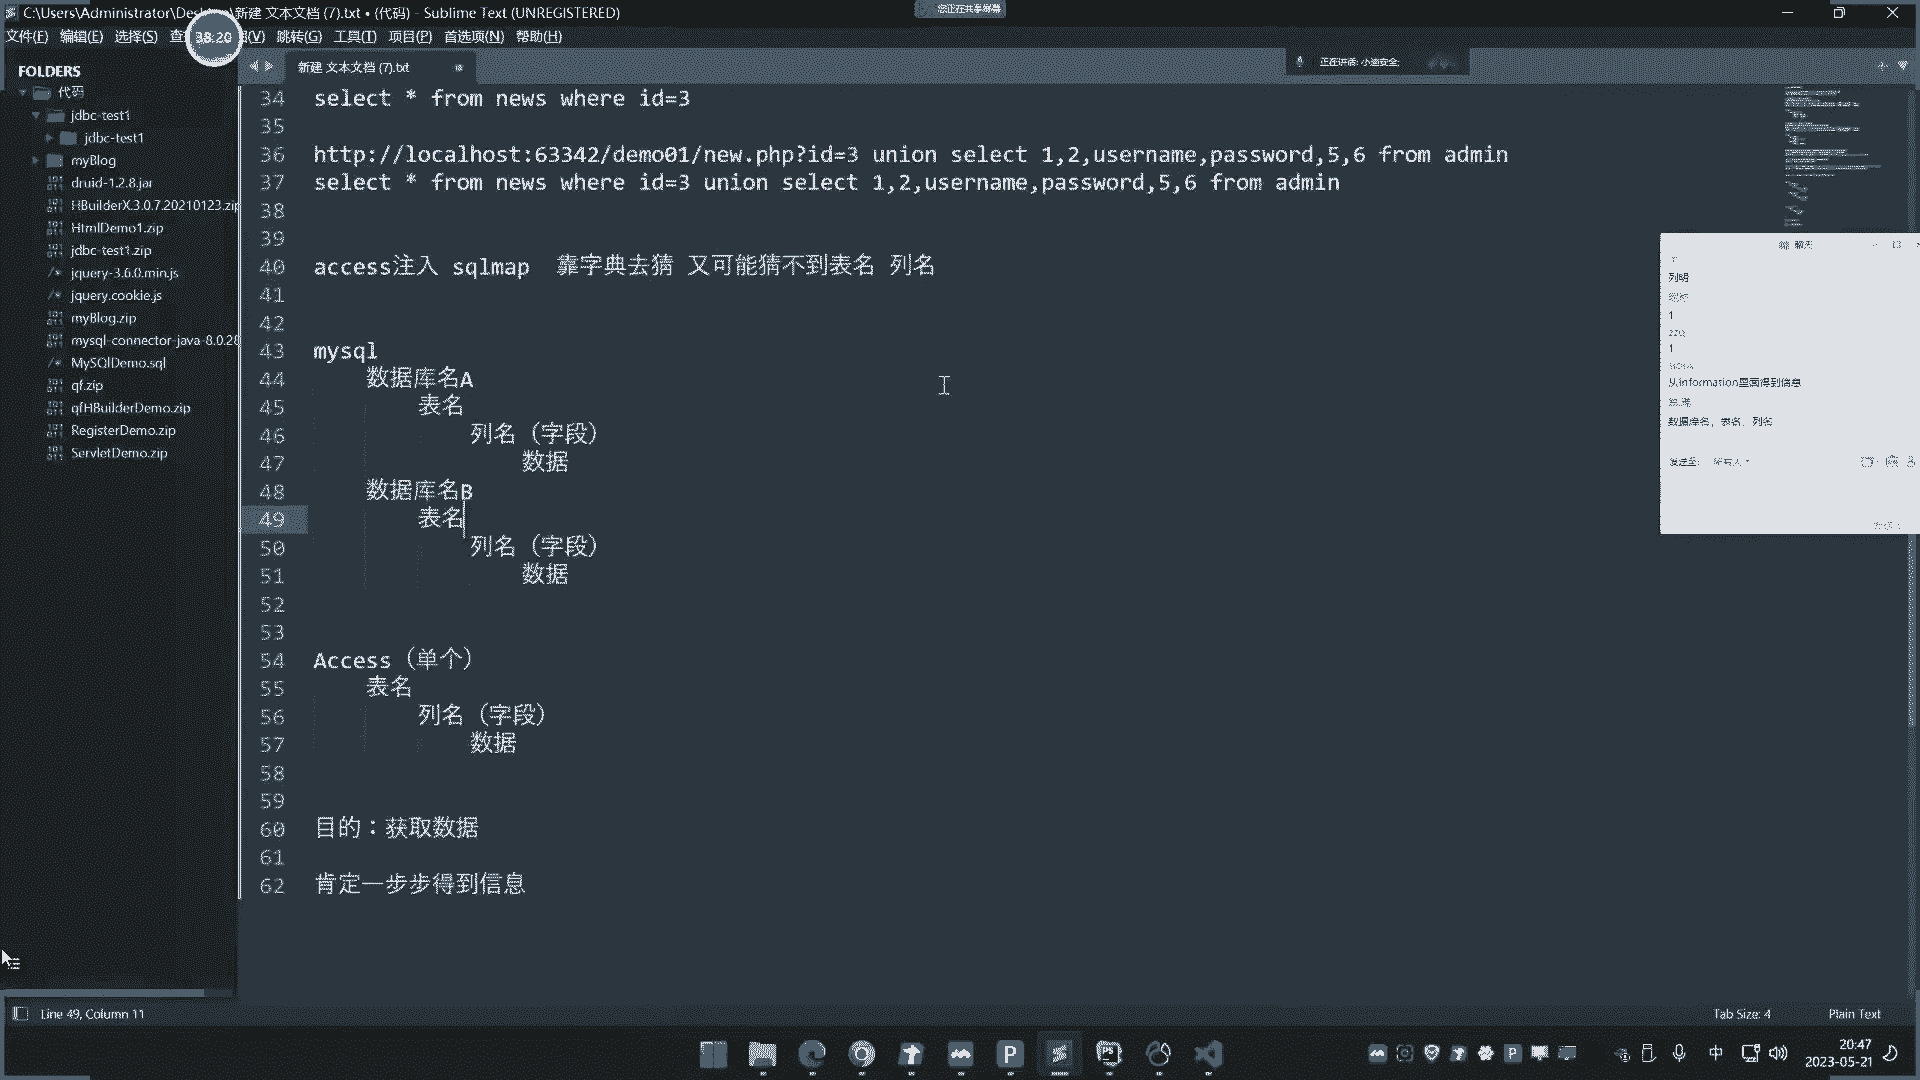 C:\Users\Administrator\Des 新建 文本文档 (7).txt • (代码) - Sublime Text (UNREGISTERED)
您正在共享屏幕
文件(F) 编辑(E) 选择(S) 查 38:20 (V) 跳转(G) 工具(T) 项目(P) 首选项(N) 帮助(H)
FOLDERS
代码
jdbc-test1
jdbc-test1
myBlog
druid-1.2.8.jar
HBuilderX.3.0.7.20210123.zip
HtmlDemo1.zip
jdbc-test1.zip
jquery-3.6.0.min.js
jquery.cookie.js
myBlog.zip
mysql-connector-java-8.0.28
MySQlDemo.sql
qf.zip
qfHBuilderDemo.zip
RegisterDemo.zip
ServletDemo.zip
新建 文本文档 (7).txt
正在讲话: 小迪安全;
34 select * from news where id=3
35
36 http://localhost:63342/demo01/new.php?id=3 union select 1,2,username,password,5,6 from admin
37 select * from news where id=3 union select 1,2,username,password,5,6 from admin
38
39
40 access注入 sqlmap 靠字典去猜 又可能猜不到表名 列名
41
42
43 mysql
44 数据库名A
45 表名
46 列名（字段）
47 数据
48 数据库名B
49 表名
50 列名（字段）
51 数据
52
53
54 Access（单个）
55 表名
56 列名（字段）
57 数据
58
59
60 目的：获取数据
61
62 肯定一步步得到信息
聊天
列明
1
1
从information里面得到信息
数据库名，表名，列名
发送至: 所有人
Line 49, Column 11
Tab Size: 4
Plain Text
中
20:47
2023-05-21